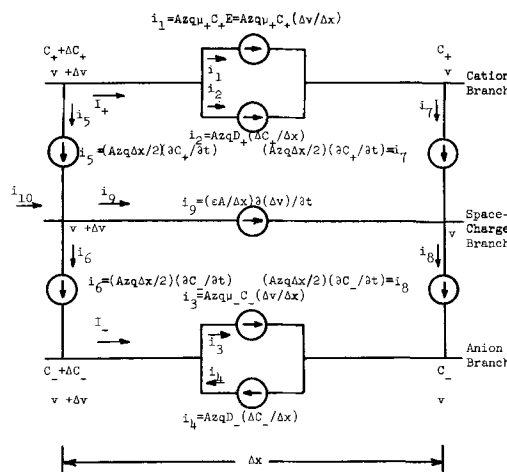 i₁=Azqμ₊C₊E=Azqμ₊C₊(Δv/Δx)
C₊+ΔC₊
v +Δv
C₊
v
i₁
i₂
Cation
Branch
I₊
i₅
i₇
i₂=AzqD₊(ΔC₊/Δx)
i₅=(AzqΔx/2)(∂C₊/∂t)
(AzqΔx/2)(∂C₊/∂t)=i₇
i₁₀
i₉
i₉=(εA/Δx)∂(Δv)/∂t
v +Δv
v
Space-
Charge
Branch
i₆
i₈
i₆=(AzqΔx/2)(∂C₋/∂t)
(AzqΔx/2)(∂C₋/∂t)=i₈
i₃=Azqμ₋C₋(Δv/Δx)
I₋
i₃
i₄
Anion
Branch
C₋+ΔC₋
v +Δv
C₋
v
i₄=AzqD₋(ΔC₋/Δx)
Δx